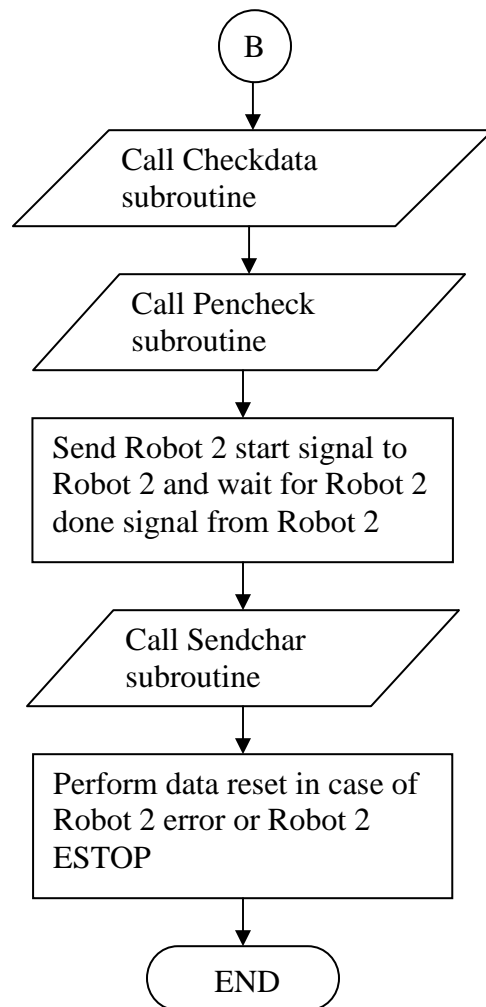 B
Call Checkdata
subroutine
Call Pencheck
subroutine
Send Robot 2 start signal to
Robot 2 and wait for Robot 2
done signal from Robot 2
Call Sendchar
subroutine
Perform data reset in case of
Robot 2 error or Robot 2
ESTOP
END